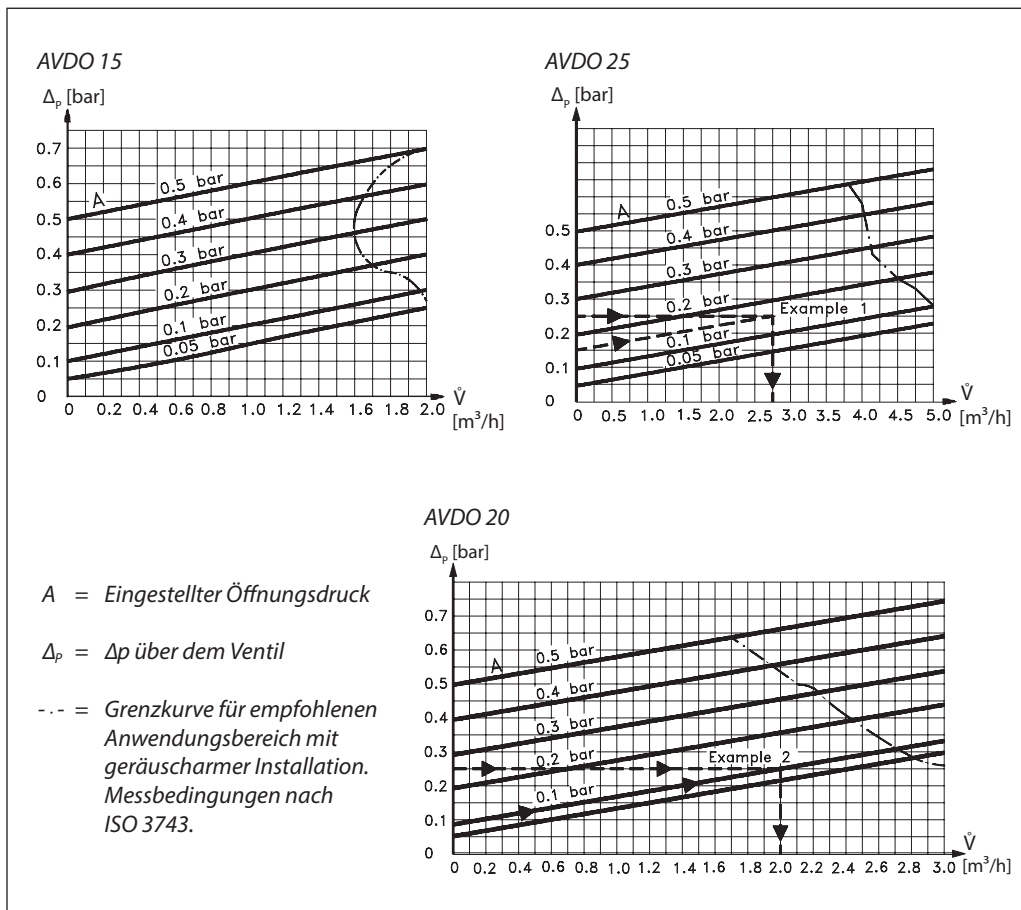 AVDO 15
Δₚ [bar]
0.7
0.6
0.5
0.4
0.3
0.2
0.1
0
A
0.5 bar
0.4 bar
0.3 bar
0.2 bar
0.1 bar
0.05 bar
0 0.2 0.4 0.6 0.8 1.0 1.2 1.4 1.6 1.8 2.0
V̊
[m³/h]
AVDO 25
Δₚ [bar]
0.5
0.4
0.3
0.2
0.1
0
A
0.5 bar
0.4 bar
0.3 bar
0.2 bar
Example 1
0.1 bar
0.05 bar
0 0.5 1.0 1.5 2.0 2.5 3.0 3.5 4.0 4.5 5.0
V̊
[m³/h]
A = Eingestellter Öffnungsdruck
Δₚ = Δp über dem Ventil
-·- = Grenzkurve für empfohlenen
Anwendungsbereich mit
geräuscharmer Installation.
Messbedingungen nach
ISO 3743.
AVDO 20
Δₚ [bar]
0.7
0.6
0.5
0.4
0.3
0.2
0.1
0
A
0.5 bar
0.4 bar
0.3 bar
0.2 bar
Example 2
0.1 bar
0 0.2 0.4 0.6 0.8 1.0 1.2 1.4 1.6 1.8 2.0 2.2 2.4 2.6 2.8 3.0
V̊
[m³/h]